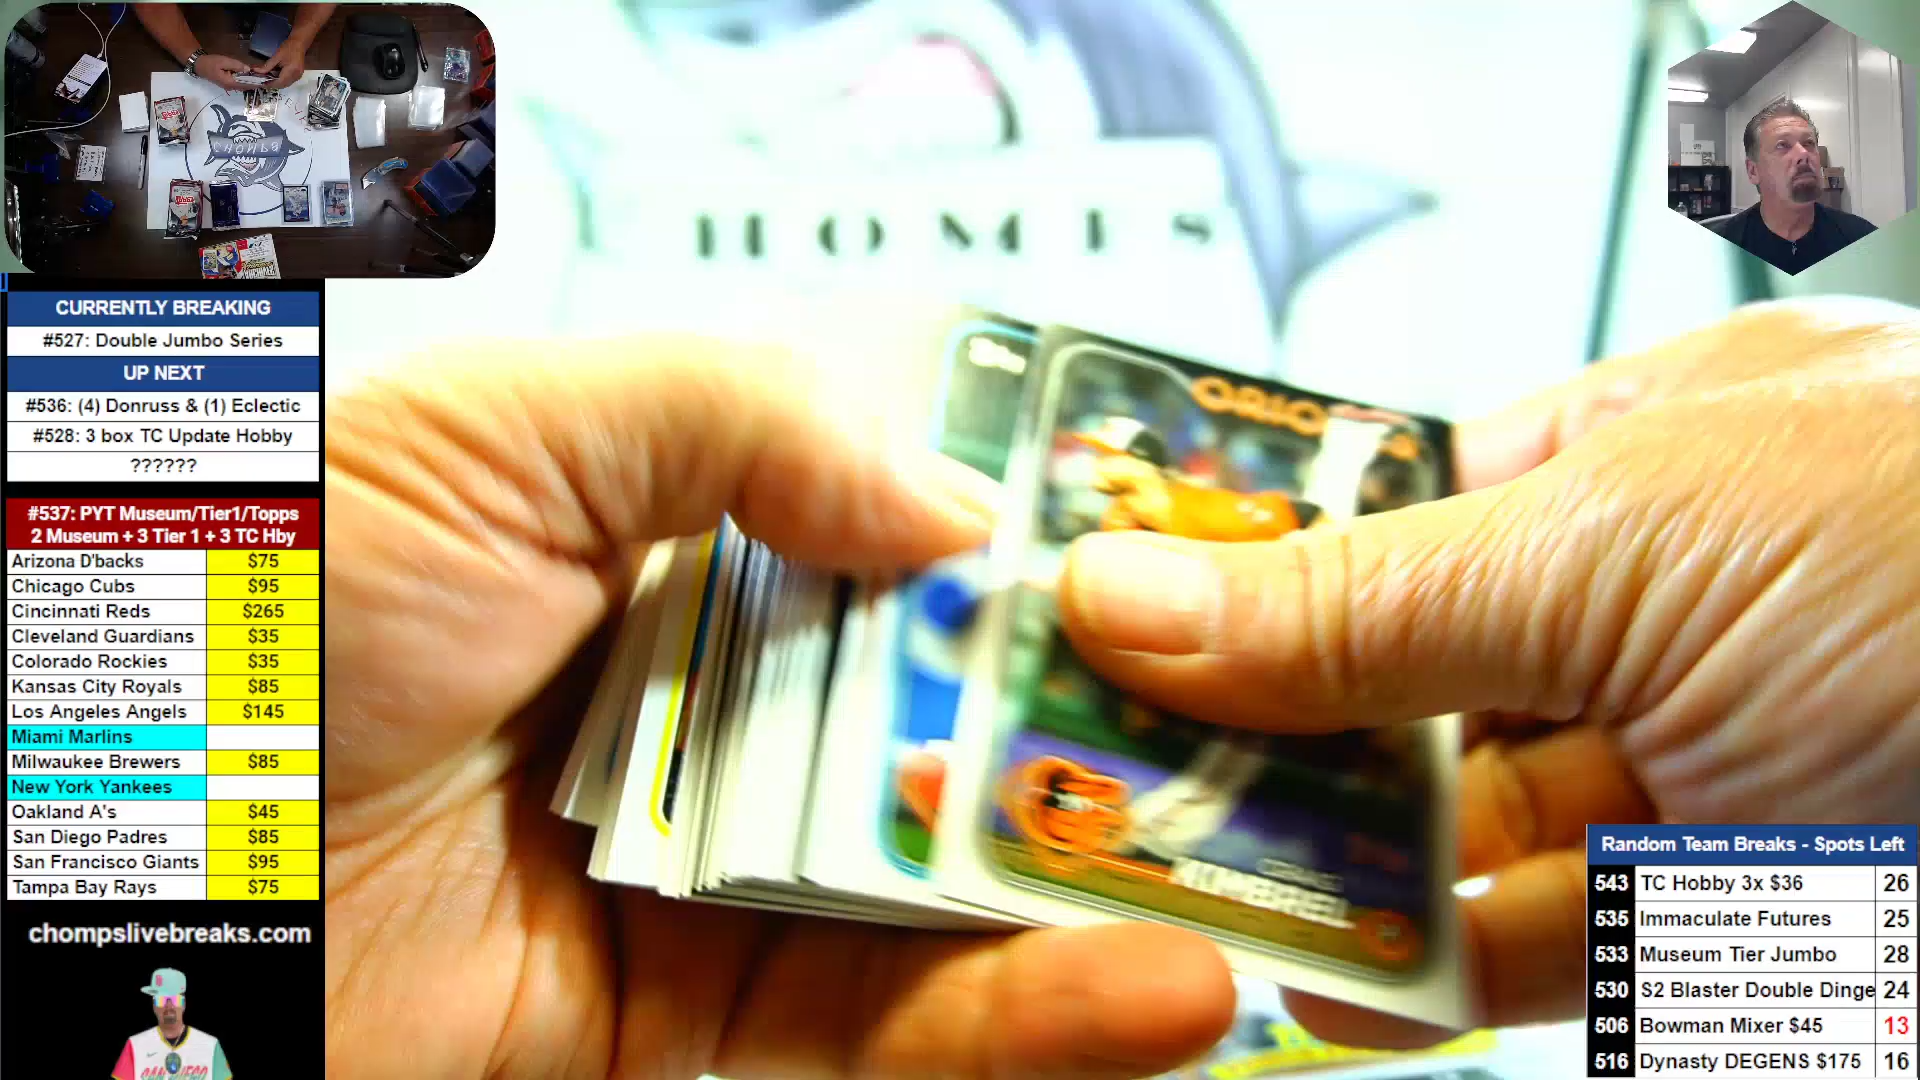 CHOMPS
CURRENTLY BREAKING
#527: Double Jumbo Series
UP NEXT
#536: (4) Donruss & (1) Eclectic
#528: 3 box TC Update Hobby
??????
#537: PYT Museum/Tier1/Topps
2 Museum + 3 Tier 1 + 3 TC Hby
Arizona D'backs $75
Chicago Cubs $95
Cincinnati Reds $265
Cleveland Guardians $35
Colorado Rockies $35
Kansas City Royals $85
Los Angeles Angels $145
Miami Marlins
Milwaukee Brewers $85
New York Yankees
Oakland A's $45
San Diego Padres $85
San Francisco Giants $95
Tampa Bay Rays $75
chompslivebreaks.com
KIMBREL
Random Team Breaks - Spots Left
543 TC Hobby 3x $36 26
535 Immaculate Futures 25
533 Museum Tier Jumbo 28
530 S2 Blaster Double Dinge 24
506 Bowman Mixer $45 13
516 Dynasty DEGENS $175 16